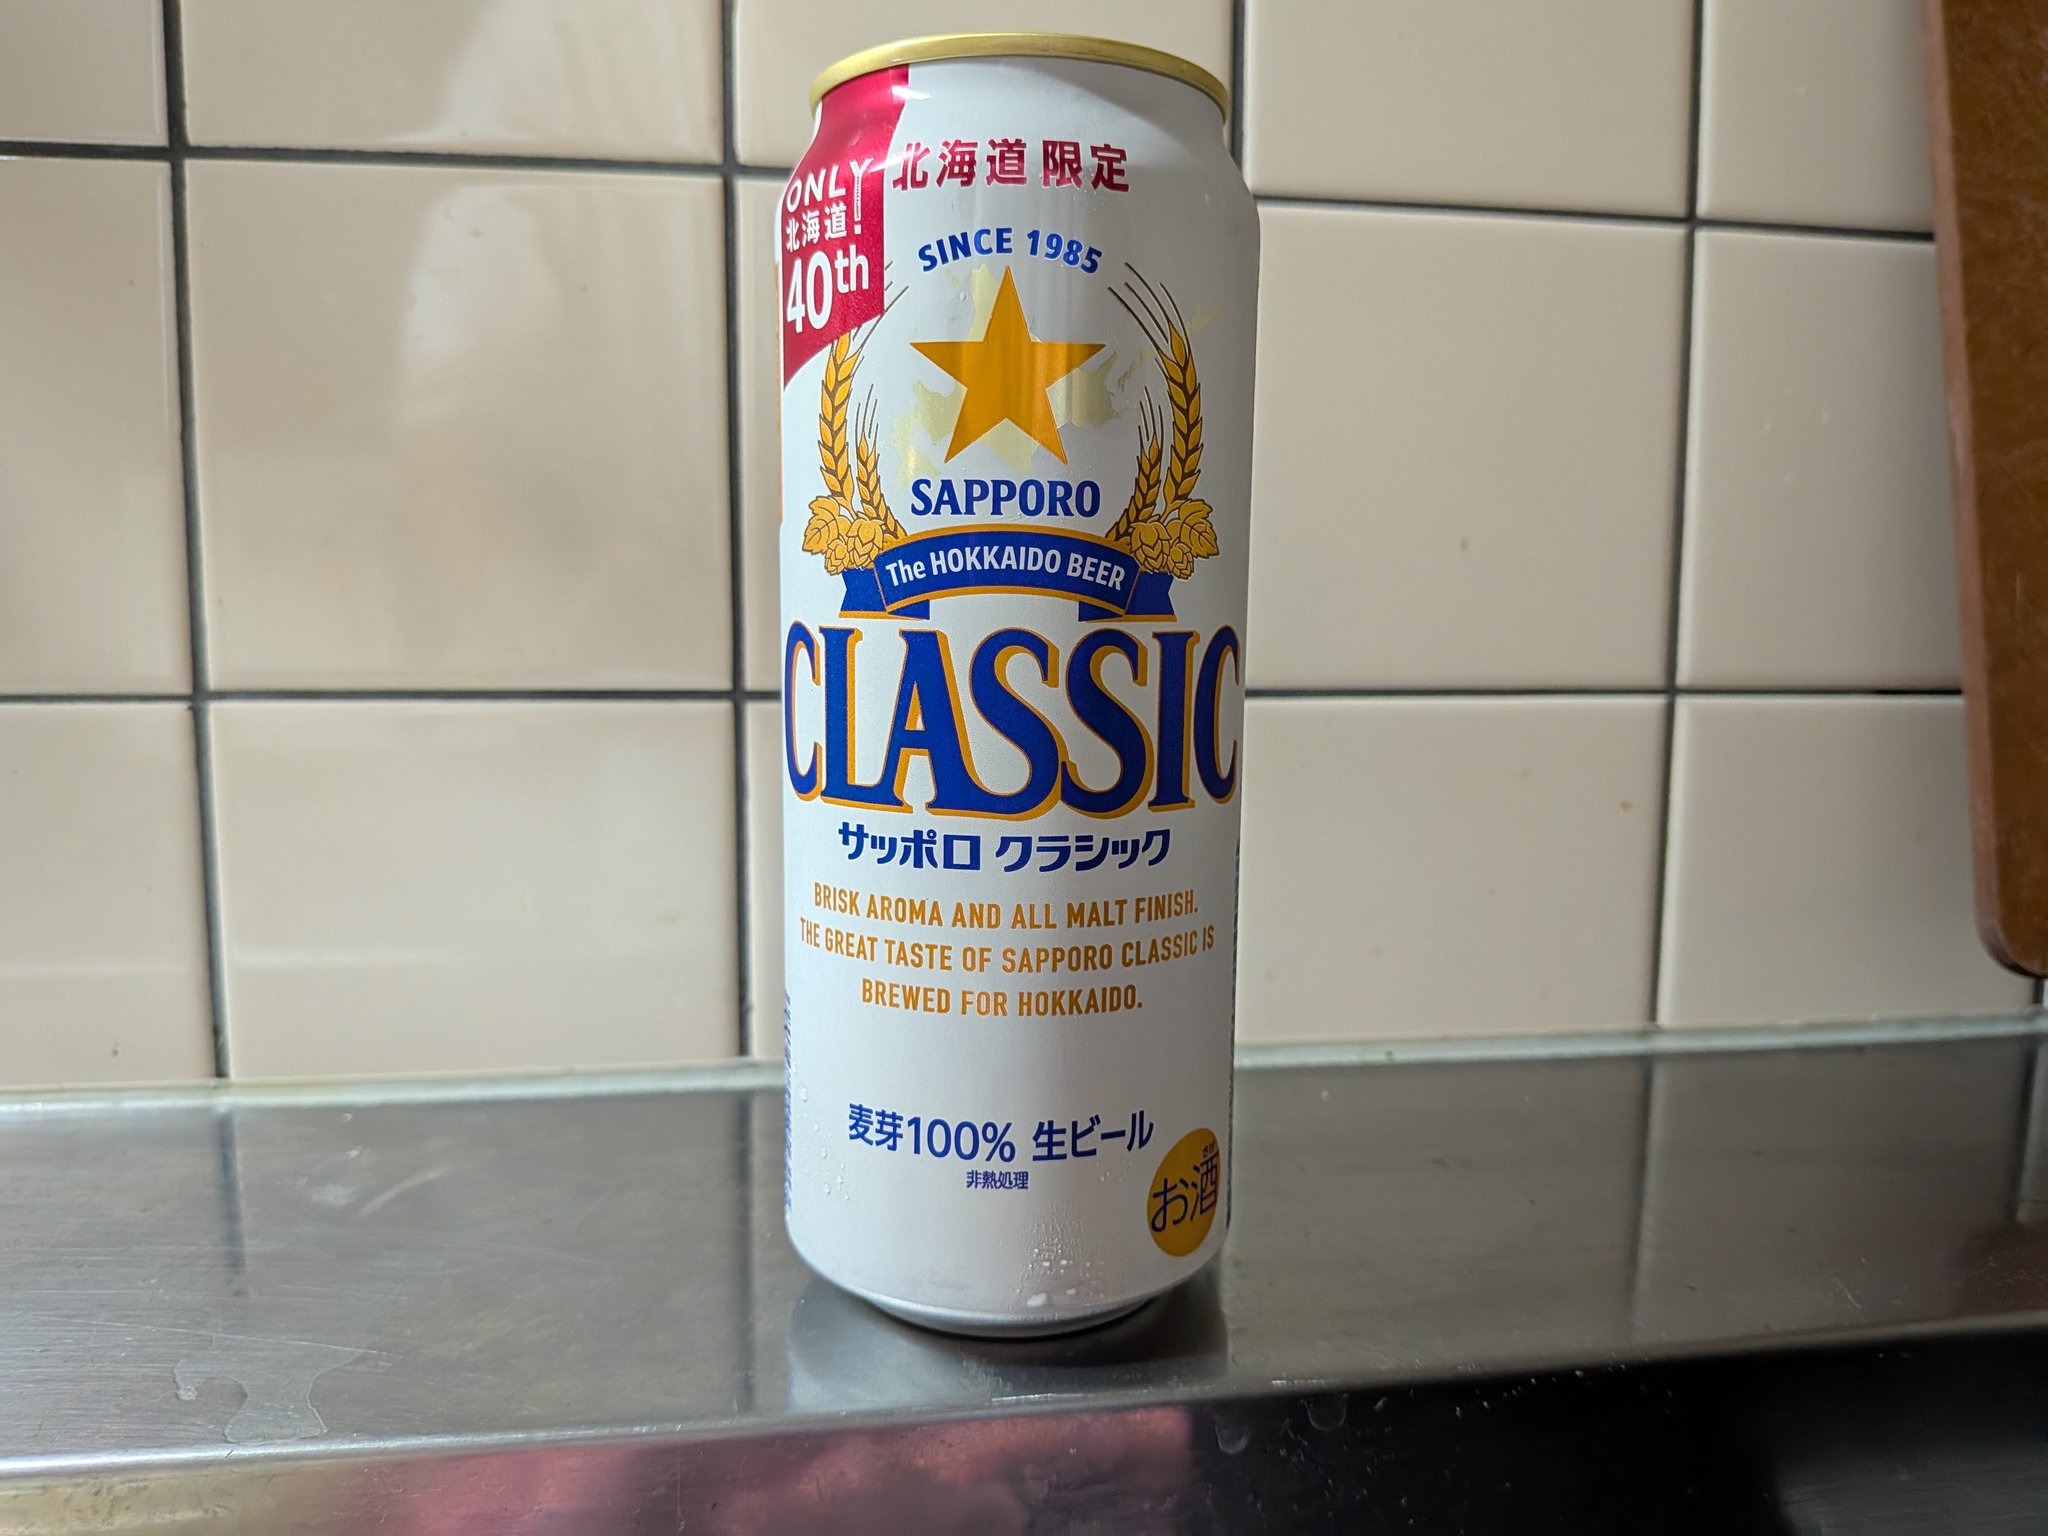 北海道限定
ONLY
北海道!
40th
SINCE 1985
SAPPORO
The HOKKAIDO BEER
CLASSIC
サッポロ クラシック
BRISK AROMA AND ALL MALT FINISH.
THE GREAT TASTE OF SAPPORO CLASSIC IS
BREWED FOR HOKKAIDO.
麦芽100% 生ビール
非熱処理
さけ
お酒